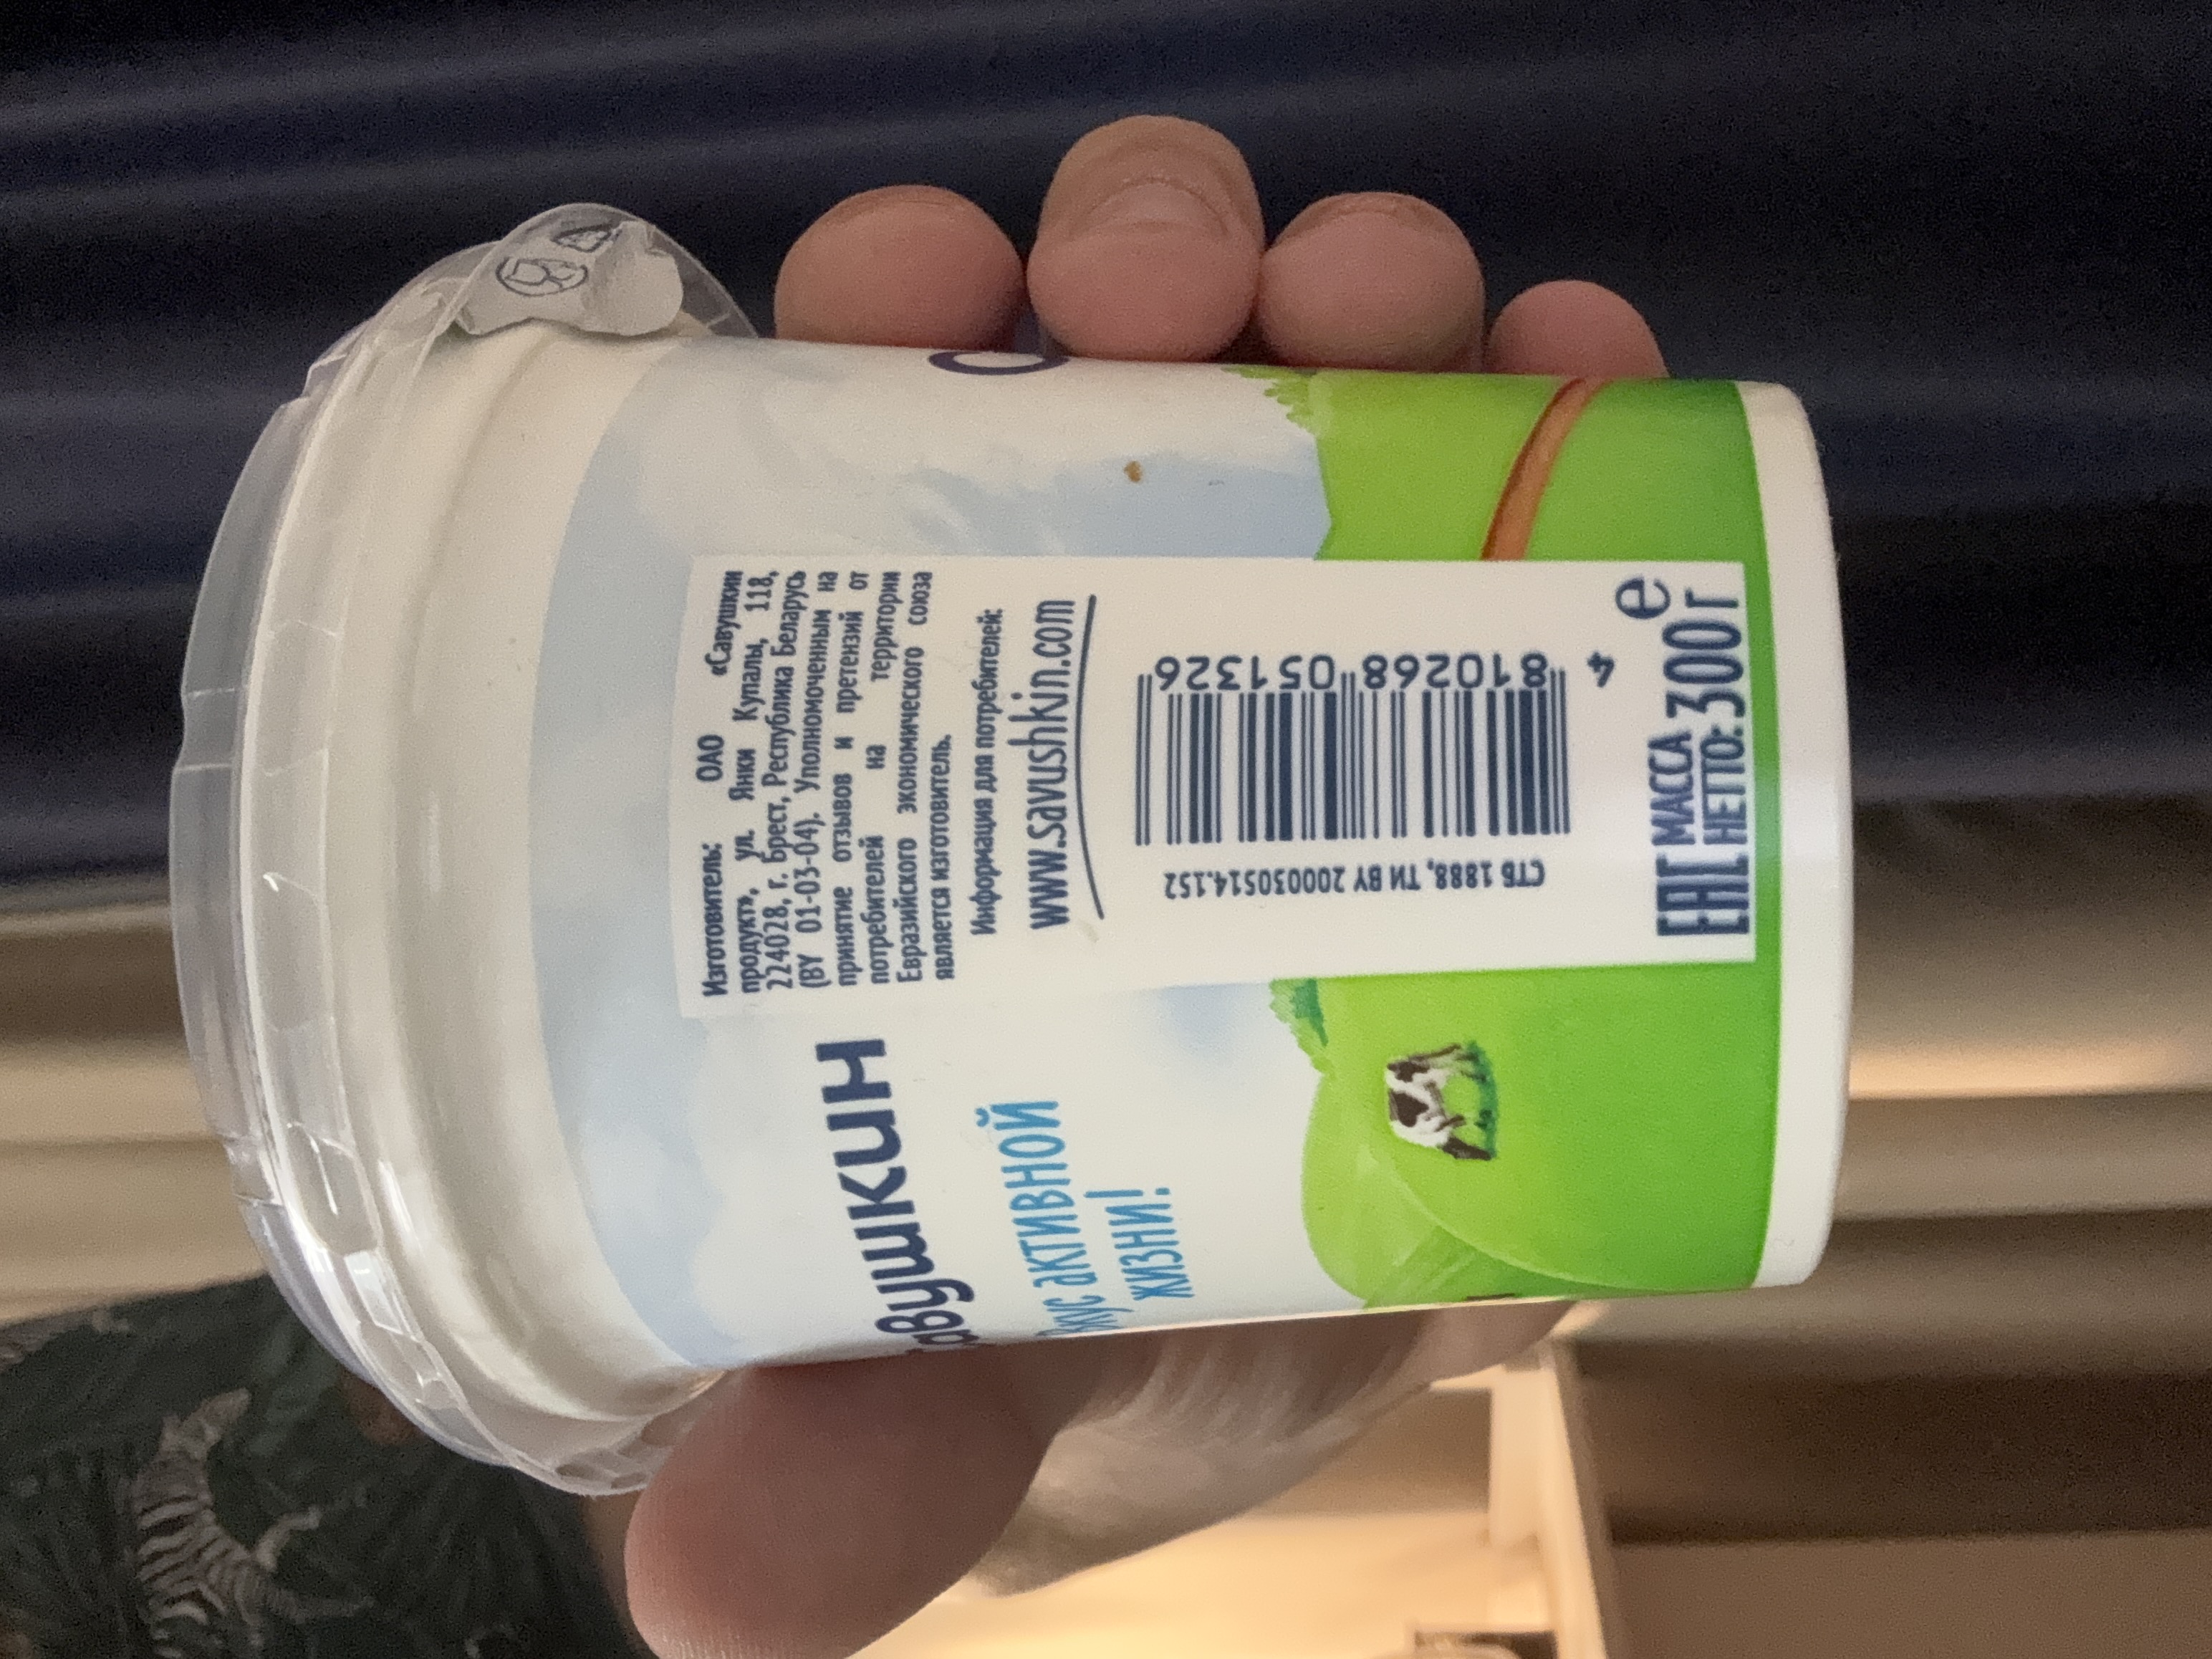 Изготовитель: ОАО «Савушкин
продукт», ул. Янки Купалы, 118,
224028, г. Брест, Республика Беларусь
(BY 01-03-04). Уполномоченным на
принятие отзывов и претензий от
потребителей на территории
Евразийского экономического союза
является изготовитель.
Информация для потребителей:
www.savushkin.com
4 810268 051326
СТБ 1888, ТИ BY 200030514.152
EAC МАССА НЕТТО: 300 г e
Савушкин
Вкус активной
жизни!